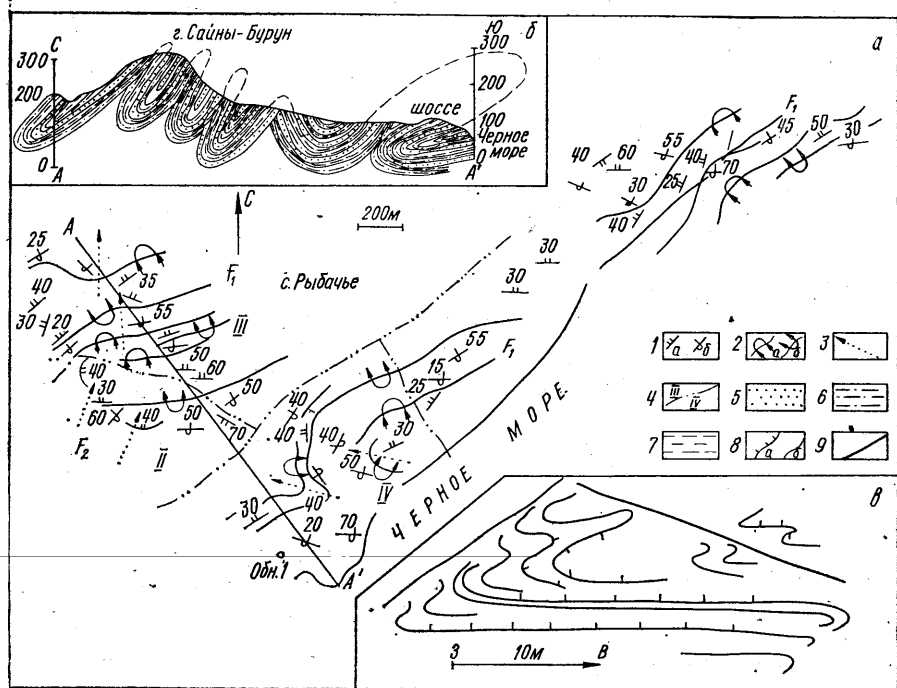 г. Сайны-Бурун
С
300
200
0
А
Ю
300
200
100
0
А'
шоссе
Черное
море
б
а
С
200м
с. Рыбачье
А
25
40
30
20
35
F₁
55
III
50
60
40
30
60
F₂
40
II
50
50
70
30
40
40
40
50
30
IV
25
15
55
F₁
30
30
40
20
70
Обн.1
А'
ЧЕРНОЕ МОРЕ
40
60
55
30
40
25
40
70
F₁
45
50
30
1 а б
2 а б
3
4 III IV
5
6
7
8 а б
9
в
З 10м В